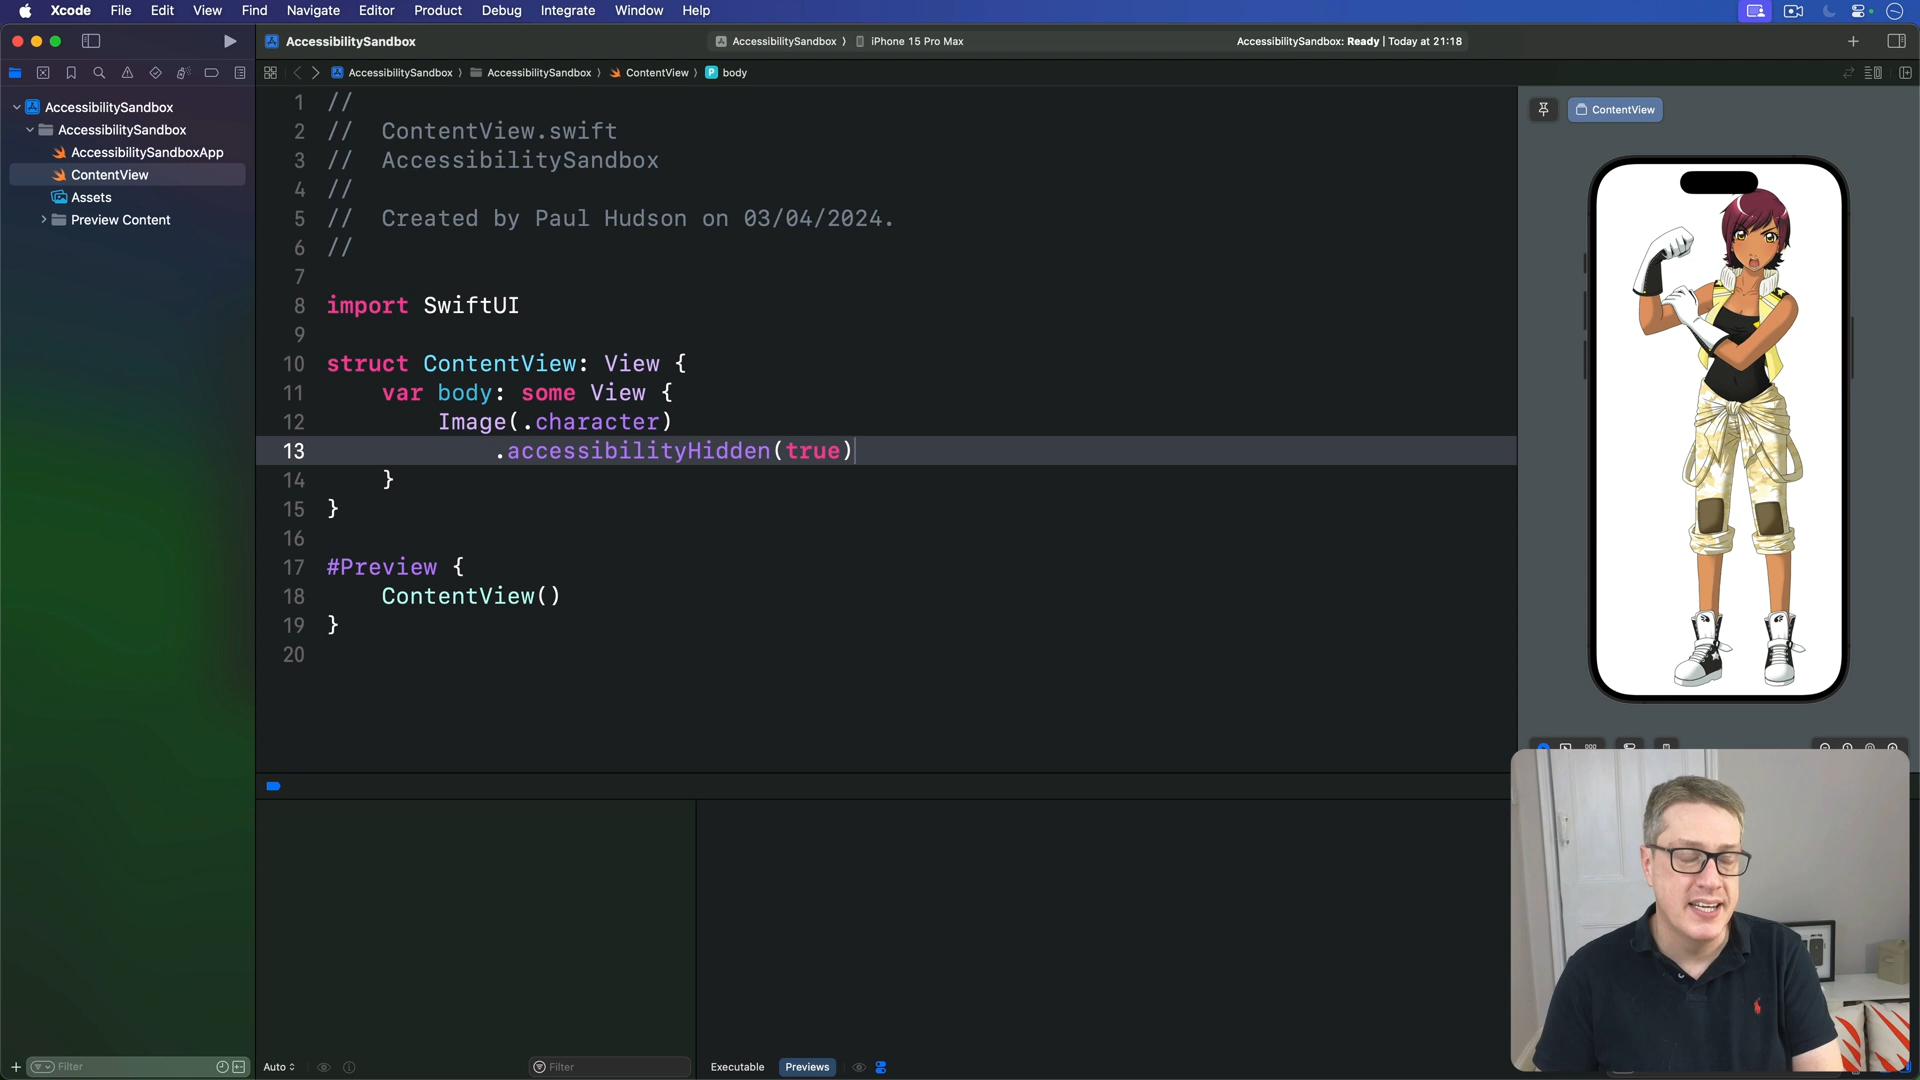 Xcode File Edit View Find Navigate Editor Product Debug Integrate Window Help
AccessibilitySandbox
AccessibilitySandbox 〉 iPhone 15 Pro Max
AccessibilitySandbox: Ready | Today at 21:18
AccessibilitySandbox 〉 AccessibilitySandbox 〉 ContentView 〉 P body
AccessibilitySandbox
AccessibilitySandbox
AccessibilitySandboxApp
ContentView
Assets
Preview Content
1 //
2 // ContentView.swift
3 // AccessibilitySandbox
4 //
5 // Created by Paul Hudson on 03/04/2024.
6 //
7
8 import SwiftUI
9
10 struct ContentView: View {
11 var body: some View {
12 Image(.character)
13 .accessibilityHidden(true)
14 }
15 }
16
17 #Preview {
18 ContentView()
19 }
20
ContentView
Filter
Auto
Filter
Executable Previews